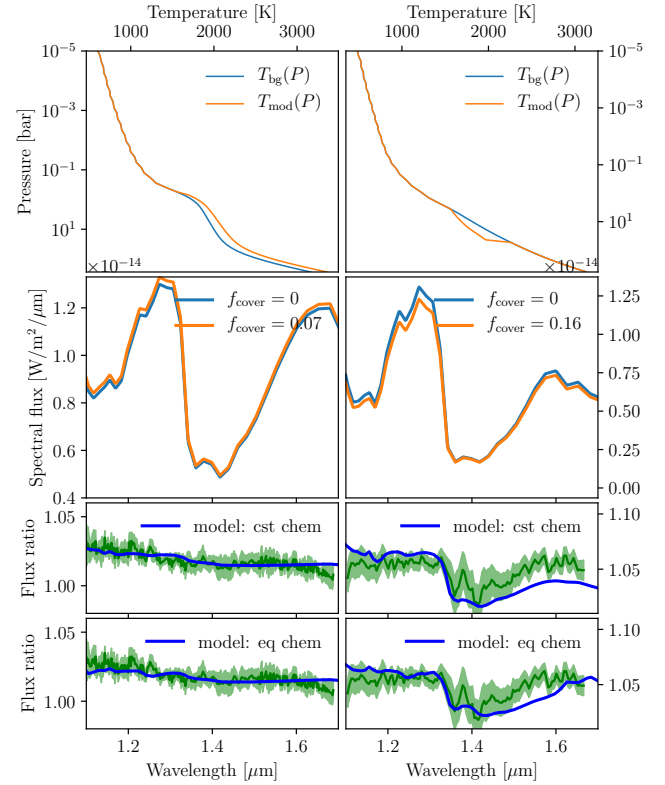 Temperature [K] Temperature [K]
1000 2000 3000 1000 2000 3000
Pressure [bar]
10⁻⁵ 10⁻⁵
10⁻³ 10⁻³
10⁻¹ 10⁻¹
10¹ 10¹
T_bg(P) T_bg(P)
T_mod(P) T_mod(P)
×10⁻¹⁴ ×10⁻¹⁴
Spectral flux [W/m²/μm]
1.2 1.25
1.0 1.00
0.8 0.75
0.6 0.50
0.4 0.25
0.00
f_cover = 0 f_cover = 0
f_cover = 0.07 f_cover = 0.16
Flux ratio
1.05 1.10
1.00 1.05
model: cst chem model: cst chem
Flux ratio
1.05 1.10
1.00 1.05
model: eq chem model: eq chem
1.2 1.4 1.6 1.2 1.4 1.6
Wavelength [μm] Wavelength [μm]